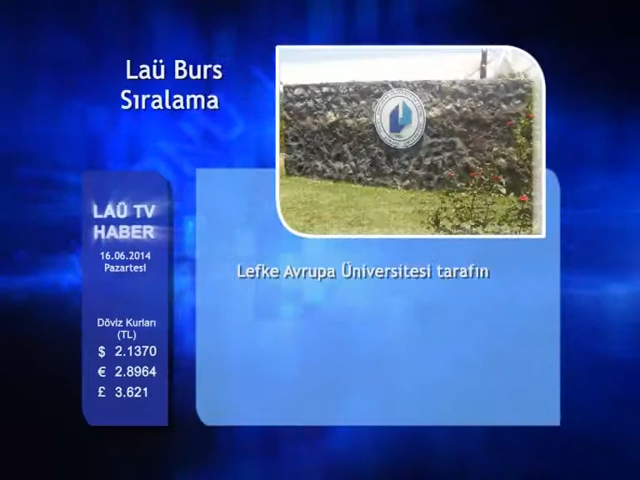 Laü Burs
Sıralama
LAÜ TV
HABER
16.06.2014
Pazartesi
Döviz Kurları
(TL)
$ 2.1370
€ 2.8964
£ 3.621
Lefke Avrupa Üniversitesi tarafın